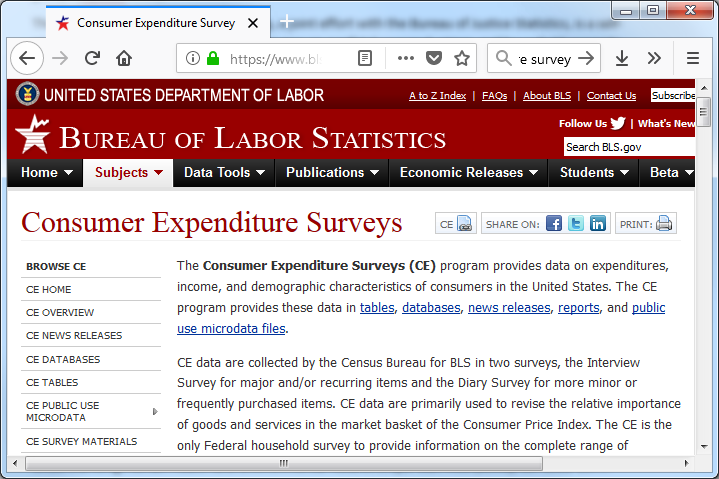 Consumer Expenditure Survey
https://www.bl
e survey
UNITED STATES DEPARTMENT OF LABOR
A to Z Index | FAQs | About BLS | Contact Us Subscribe
BUREAU OF LABOR STATISTICS
Follow Us | What's New
Search BLS.gov
Home Subjects Data Tools Publications Economic Releases Students Beta
Consumer Expenditure Surveys
CE SHARE ON: PRINT:
BROWSE CE
CE HOME
CE OVERVIEW
CE NEWS RELEASES
CE DATABASES
CE TABLES
CE PUBLIC USE
MICRODATA
CE SURVEY MATERIALS
The Consumer Expenditure Surveys (CE) program provides data on expenditures,
income, and demographic characteristics of consumers in the United States. The CE
program provides these data in tables, databases, news releases, reports, and public
use microdata files.
CE data are collected by the Census Bureau for BLS in two surveys, the Interview
Survey for major and/or recurring items and the Diary Survey for more minor or
frequently purchased items. CE data are primarily used to revise the relative importance
of goods and services in the market basket of the Consumer Price Index. The CE is the
only Federal household survey to provide information on the complete range of